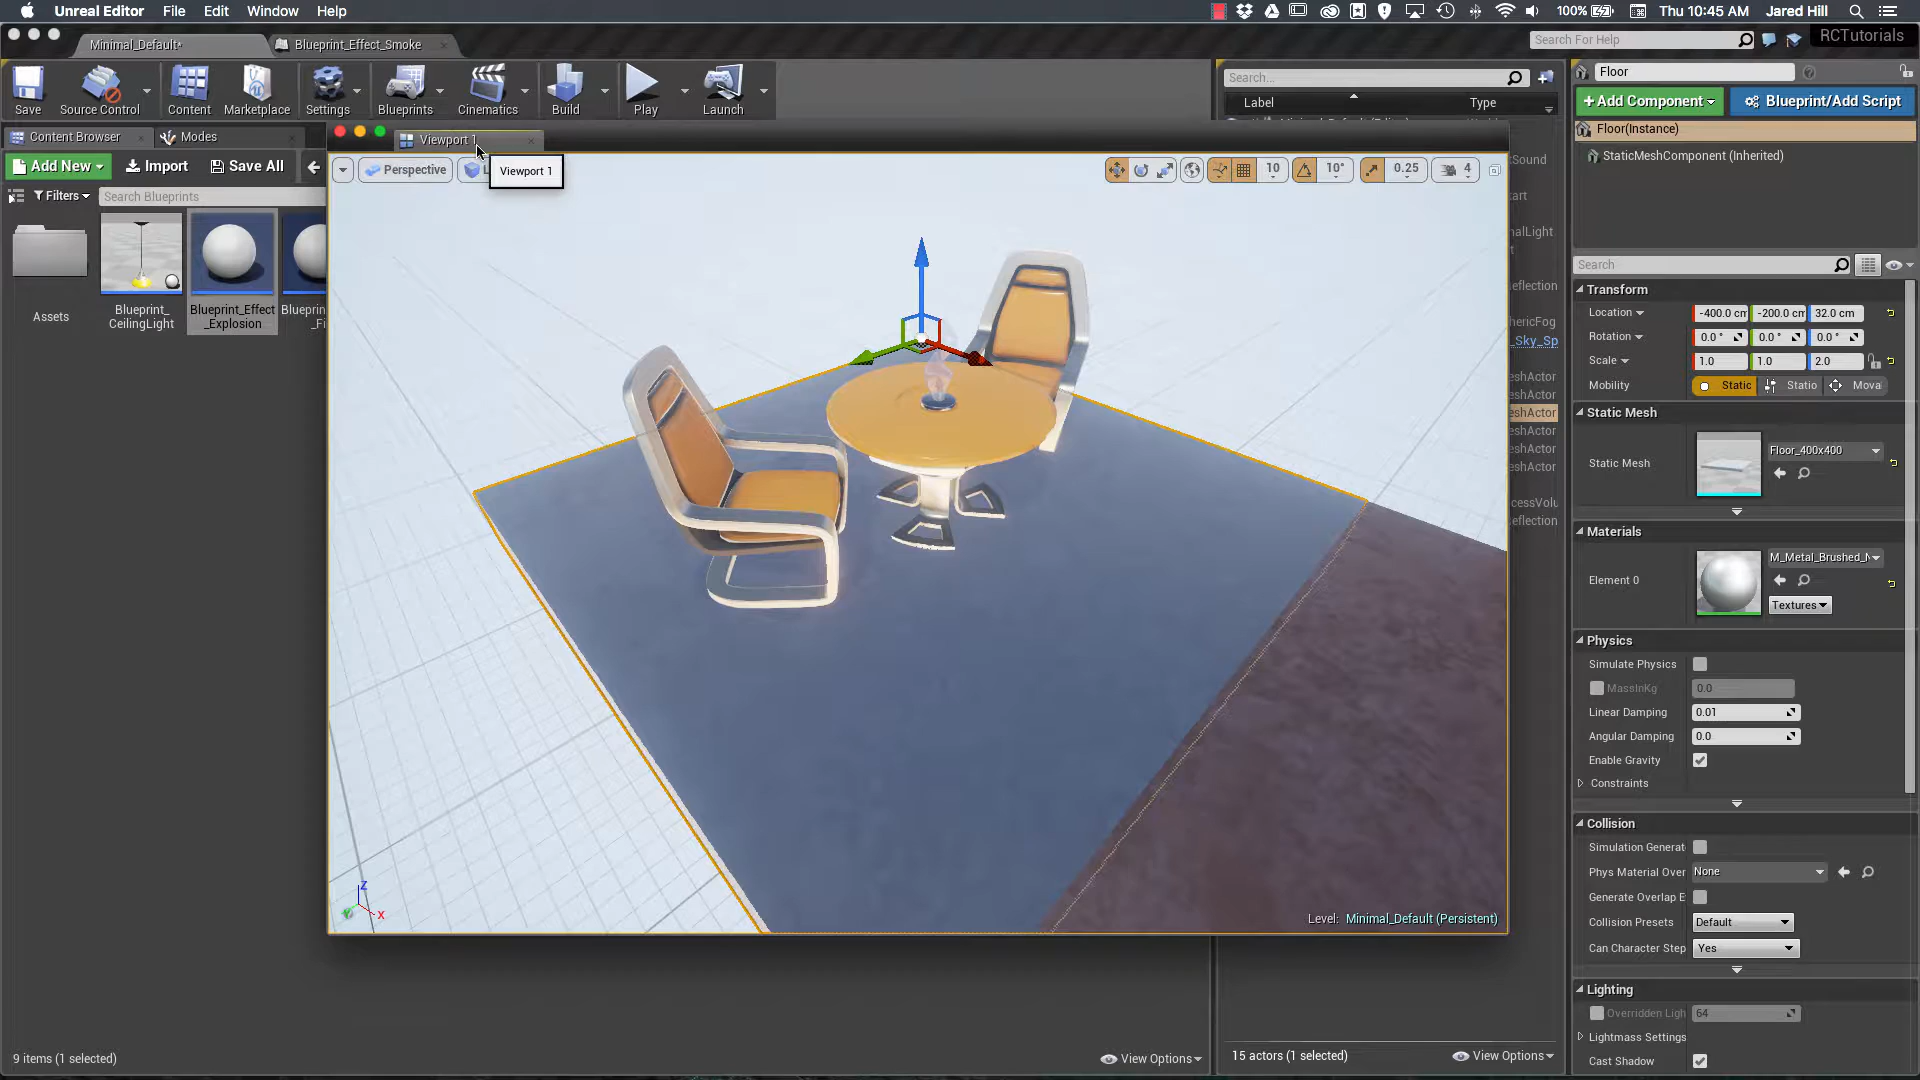 Unreal Editor File Edit Window Help
100% Thu 10:45 AM Jared Hill
Minimal_Default•
Blueprint_Effect_Smoke
Search For Help
RCTutorials
Save Source Control Content Marketplace Settings Blueprints Cinematics Build Play Launch
Search...
Label Type
Floor
+Add Component
Blueprint/Add Script
Floor(Instance)
StaticMeshComponent (Inherited)
Content Browser
Modes
Add New
Import
Save All
Filters
Search Blueprints
Assets
Blueprint_
CeilingLight
Blueprint_Effect
_Explosion
Viewport 1
Perspective
Viewport 1
10 10° 0.25 4
Level: Minimal_Default (Persistent)
_Sky_Sp
eshActor
eshActor
eshActor
eshActor
eshActor
eshActor
Search
Transform
Location -400.0 cm -200.0 cm 32.0 cm
Rotation 0.0 ° 0.0 ° 0.0 °
Scale 1.0 1.0 2.0
Mobility Static Statio Mova
Static Mesh
Static Mesh Floor_400x400
Materials
Element 0 M_Metal_Brushed_N
Textures
Physics
Simulate Physics
MassInKg 0.0
Linear Damping 0.01
Angular Damping 0.0
Enable Gravity
Constraints
Collision
Simulation Generat
Phys Material Over None
Generate Overlap E
Collision Presets Default
Can Character Step Yes
Lighting
Overridden Ligh 64
Lightmass Settings
Cast Shadow
9 items (1 selected)
View Options
15 actors (1 selected)
View Options